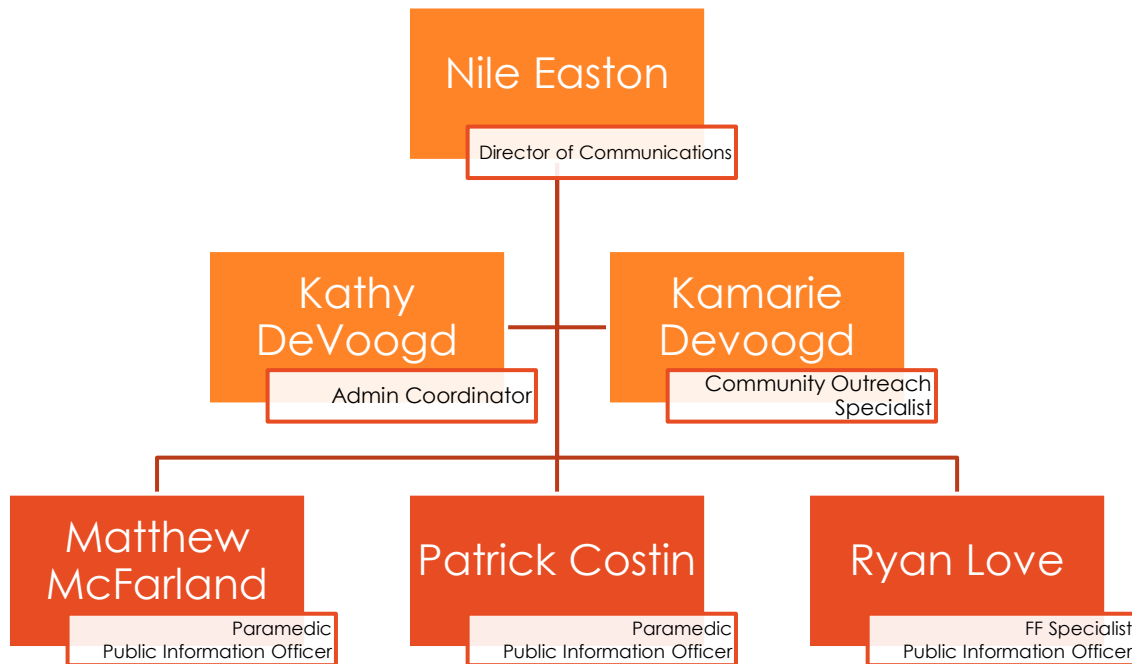 Nile Easton
Director of Communications
Kathy
DeVoogd
Admin Coordinator
Kamarie
Devoogd
Community Outreach
Specialist
Matthew
McFarland
Paramedic
Public Information Officer
Patrick Costin
Paramedic
Public Information Officer
Ryan Love
FF Specialist
Public Information Officer